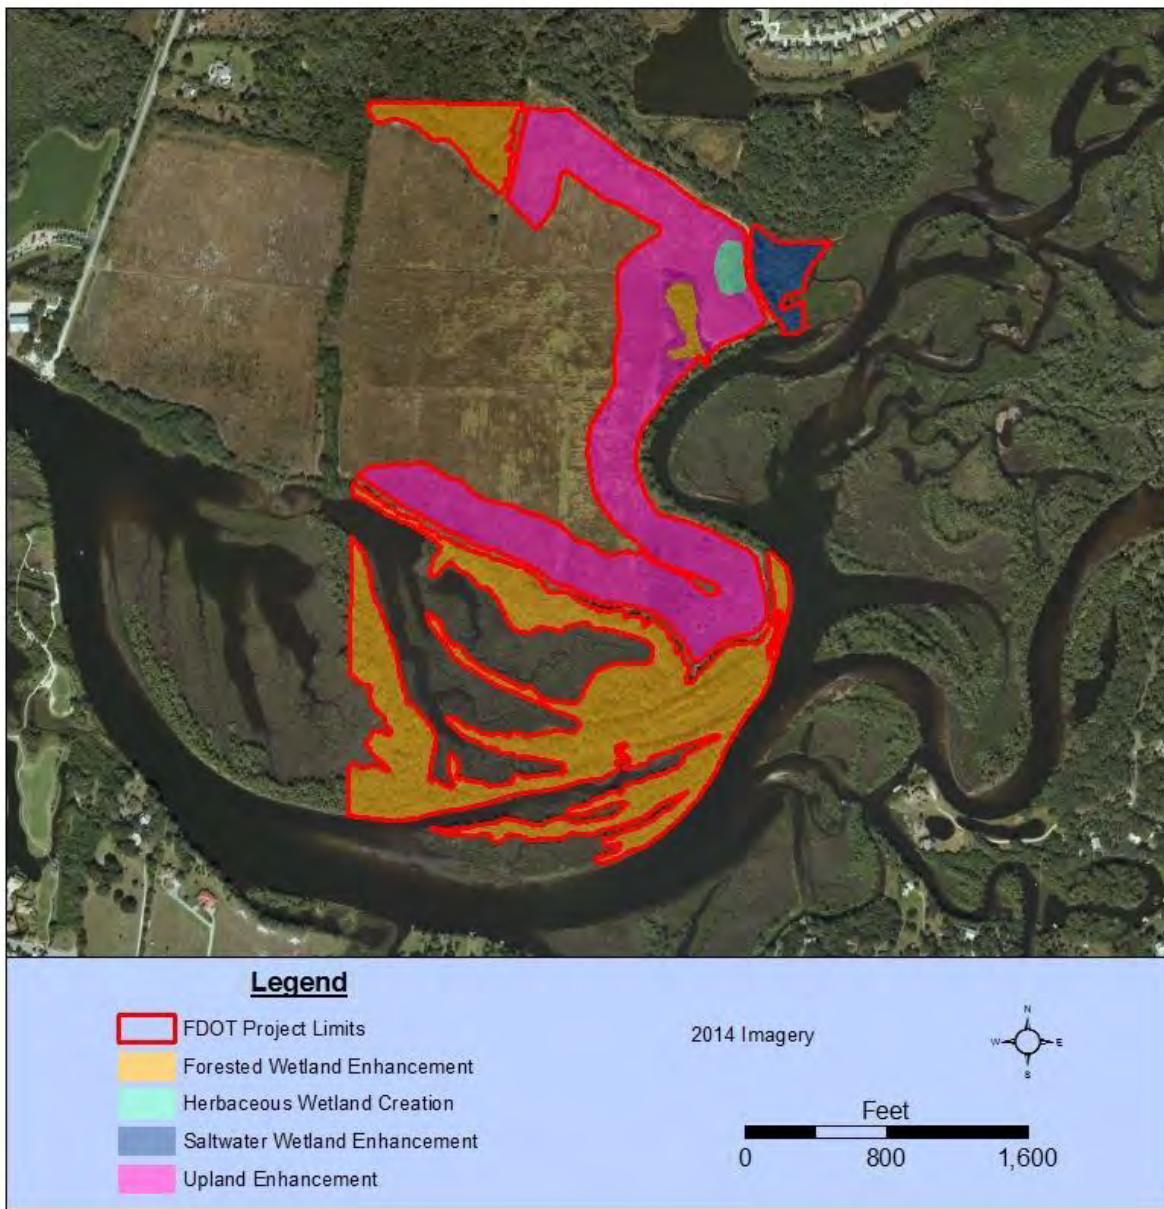 Legend
FDOT Project Limits
Forested Wetland Enhancement
Herbaceous Wetland Creation
Saltwater Wetland Enhancement
Upland Enhancement
2014 Imagery
N
W E
S
Feet
0 800 1,600